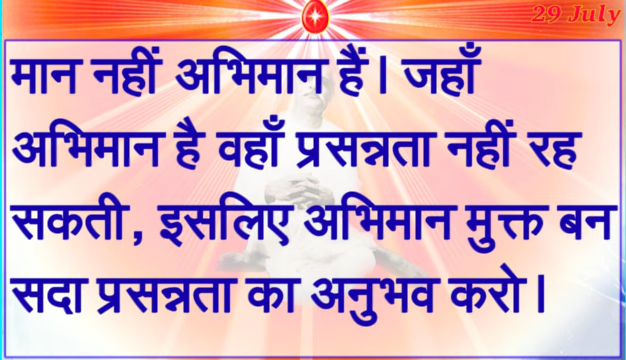 29 July
मान नहीं अभिमान हैं। जहाँ
अभिमान है वहाँ प्रसन्नता नहीं रह
सकती, इसलिए अभिमान मुक्त बन
सदा प्रसन्नता का अनुभव करो।